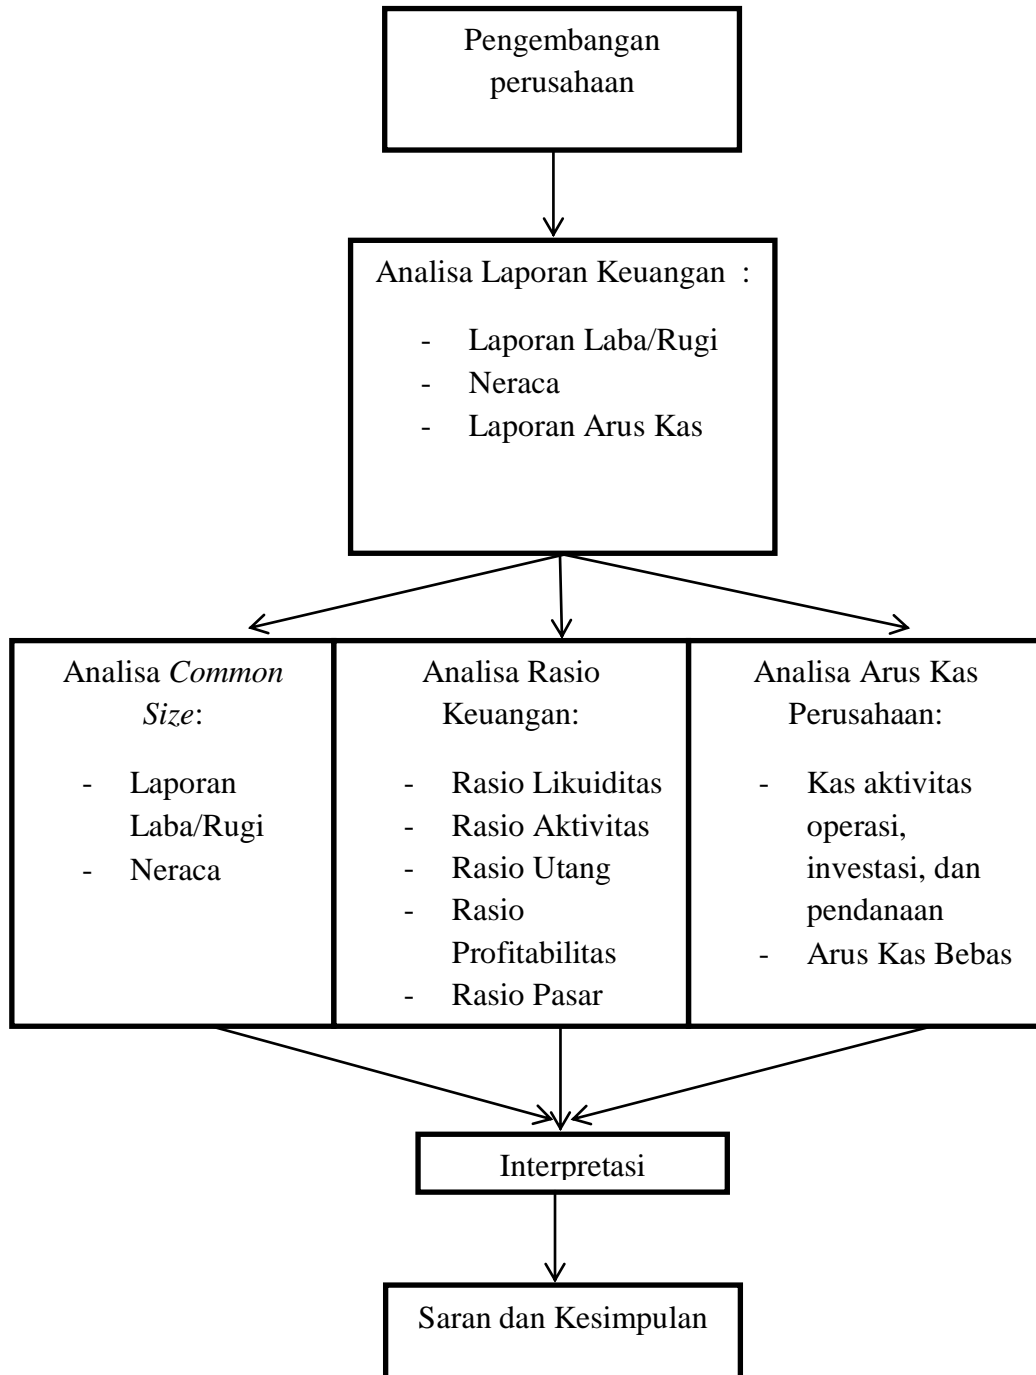 Pengembangan
perusahaan
Analisa Laporan Keuangan :
- Laporan Laba/Rugi
- Neraca
- Laporan Arus Kas
Analisa Common
Size:
- Laporan
Laba/Rugi
- Neraca
Analisa Rasio
Keuangan:
- Rasio Likuiditas
- Rasio Aktivitas
- Rasio Utang
- Rasio
Profitabilitas
- Rasio Pasar
Analisa Arus Kas
Perusahaan:
- Kas aktivitas
operasi,
investasi, dan
pendanaan
- Arus Kas Bebas
Interpretasi
Saran dan Kesimpulan